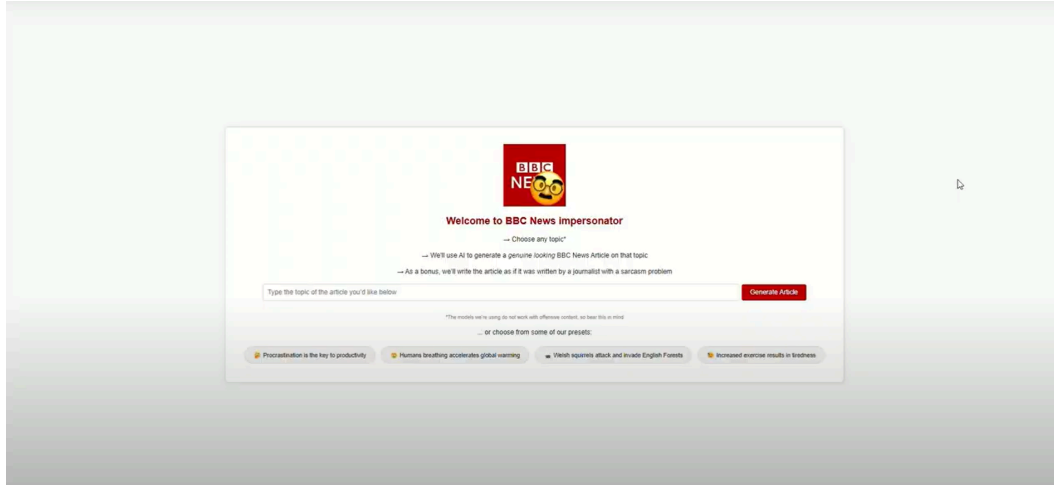 BBC
NE
Welcome to BBC News impersonator
→ Choose any topic*
→ We'll use AI to generate a genuine looking BBC News Article on that topic
→ As a bonus, we'll write the article as if it was written by a journalist with a sarcasm problem
Type the topic of the article you'd like below
Generate Article
*The models we're using do not work with offensive content, so bear this in mind
... or choose from some of our presets:
Procrastination is the key to productivity
Humans breathing accelerates global warming
Welsh squirrels attack and invade English Forests
Increased exercise results in tiredness